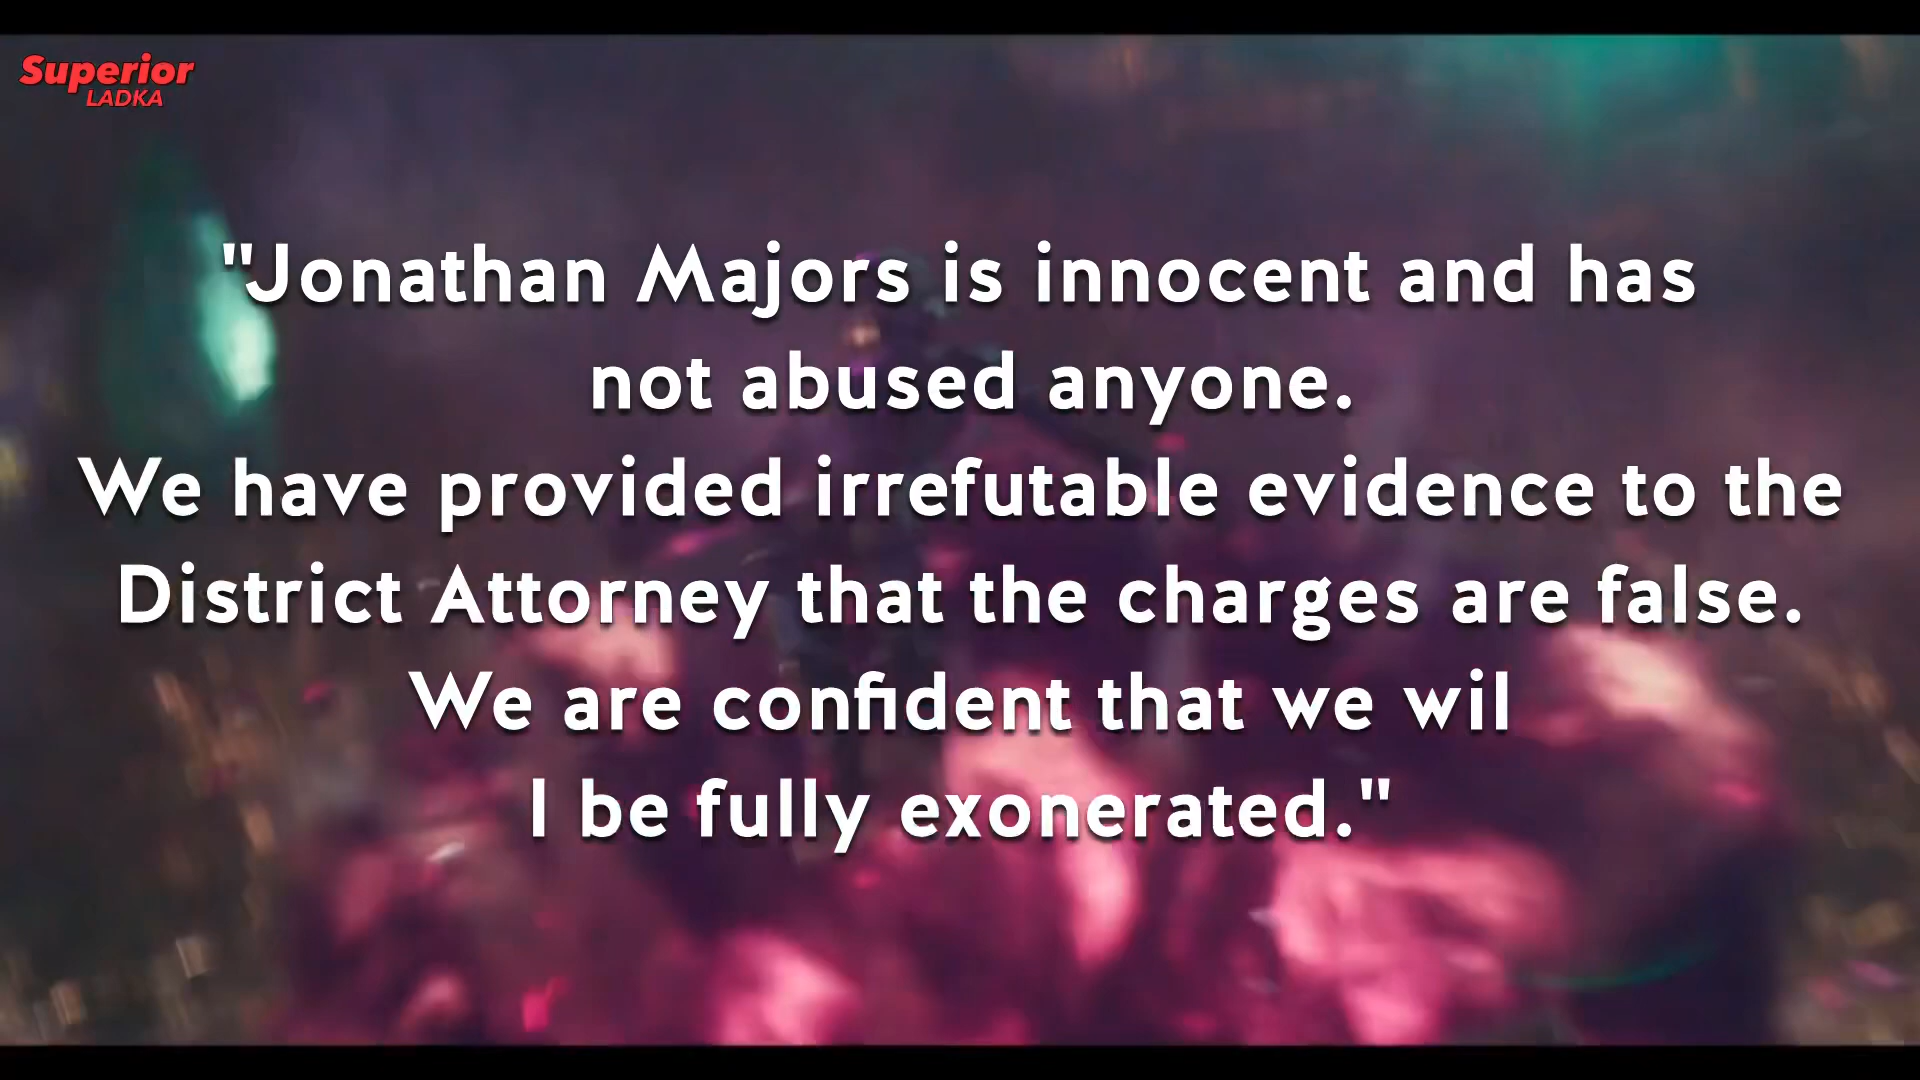 Superior
LADKA
"Jonathan Majors is innocent and has
not abused anyone.
We have provided irrefutable evidence to the
District Attorney that the charges are false.
We are confident that we wil
l be fully exonerated."